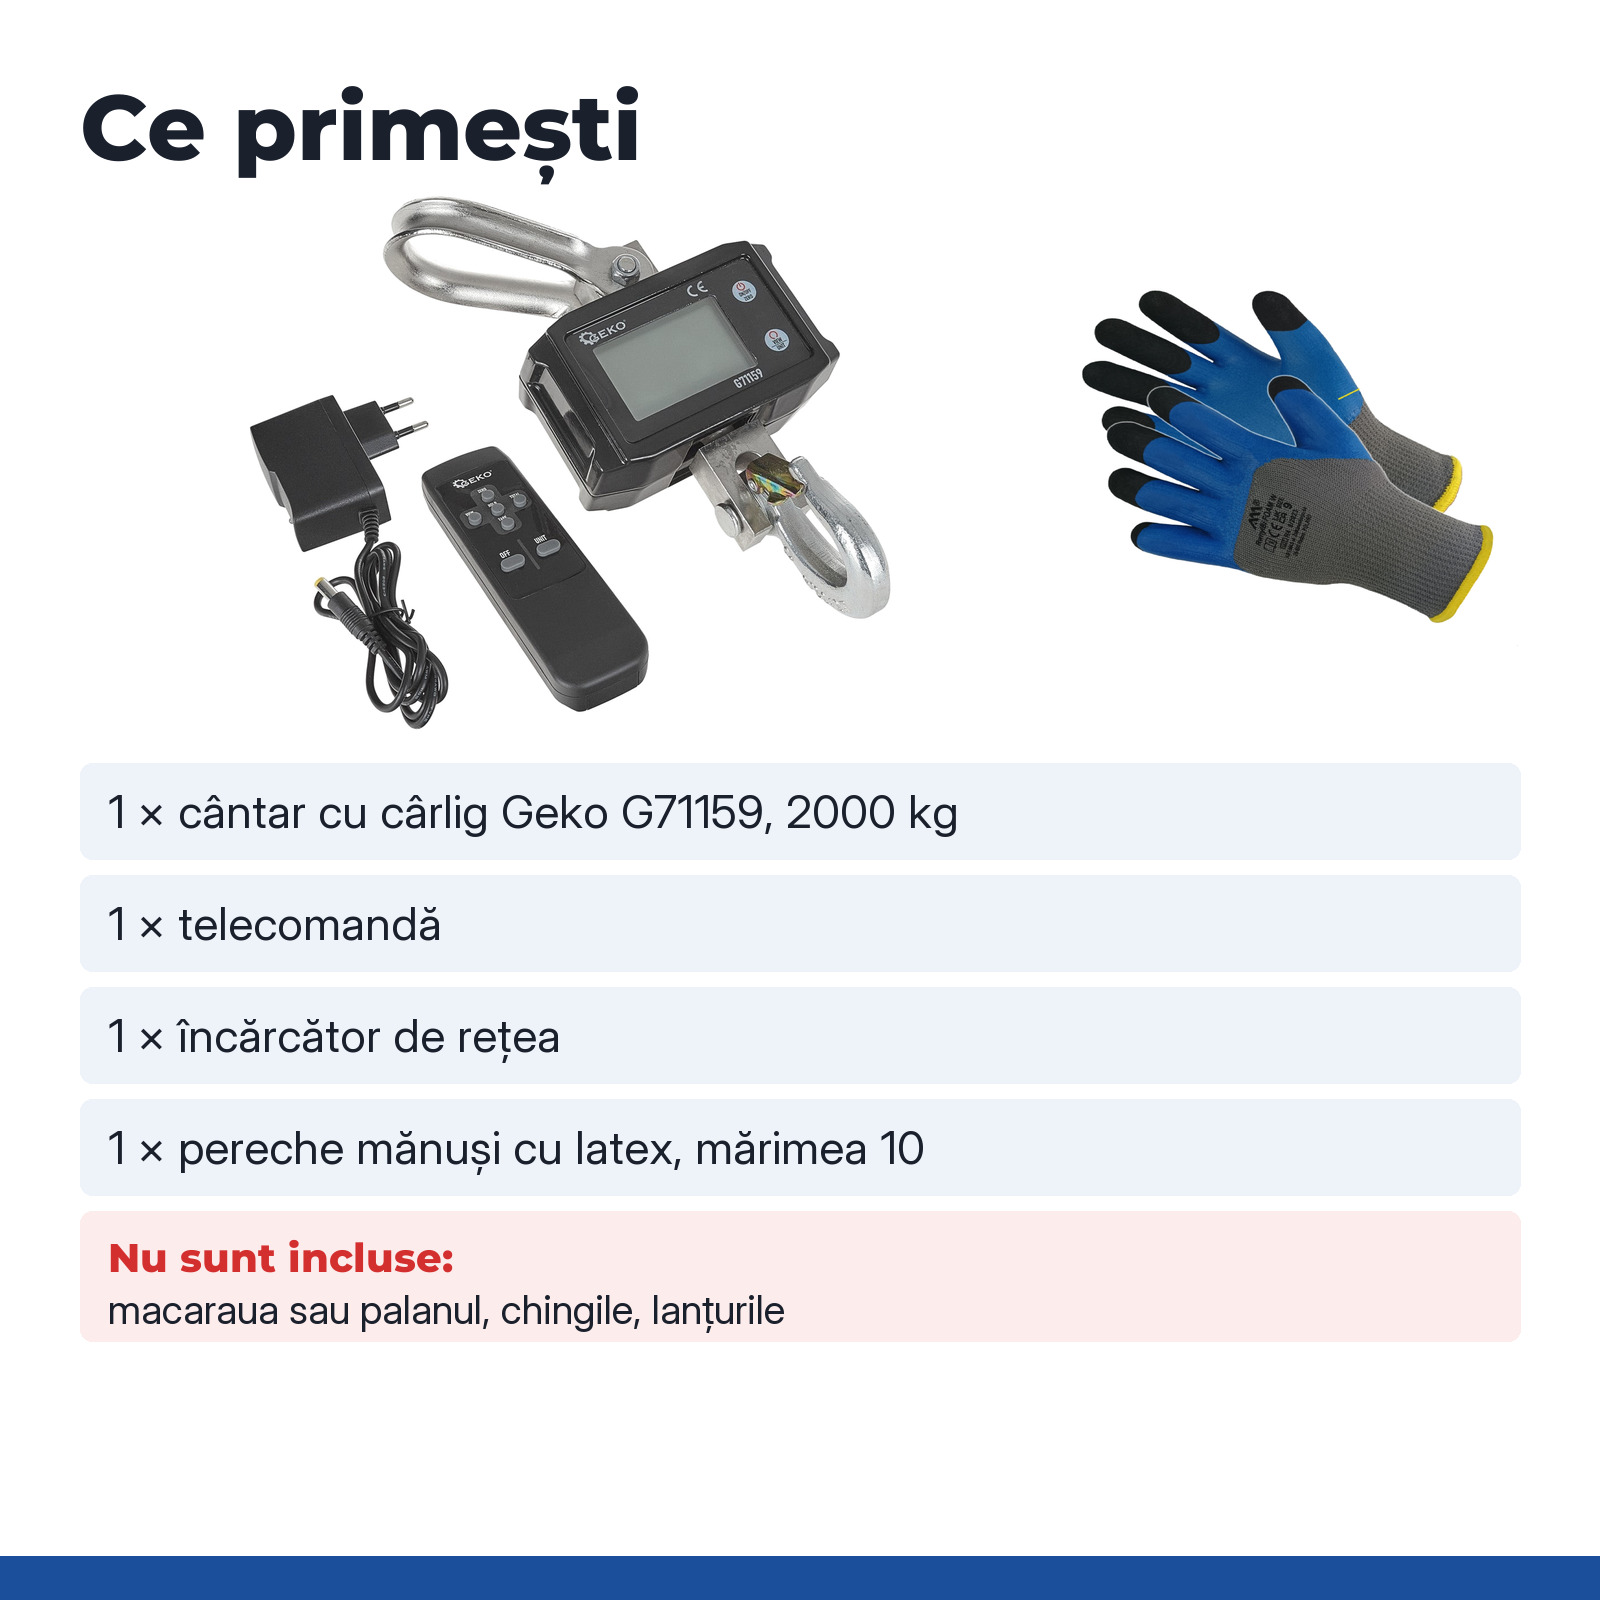 Ce primești
CE
GEKO
G71159
GEKO
OFF
UNIT
1 × cântar cu cârlig Geko G71159, 2000 kg
1 × telecomandă
1 × încărcător de rețea
1 × pereche mănuși cu latex, mărimea 10
Nu sunt incluse:
macaraua sau palanul, chingile, lanțurile